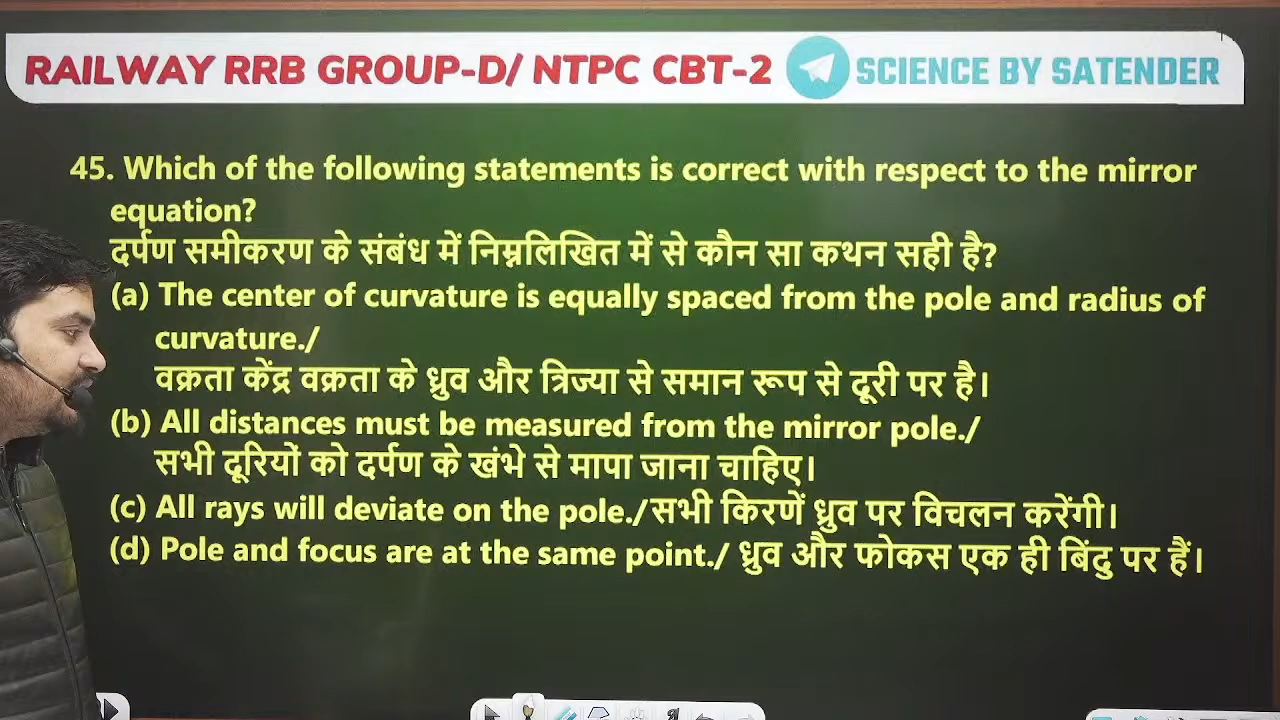 RAILWAY RRB GROUP-D/ NTPC CBT-2 SCIENCE BY SATENDER
45. Which of the following statements is correct with respect to the mirror
equation?
दर्पण समीकरण के संबंध में निम्नलिखित में से कौन सा कथन सही है?
(a) The center of curvature is equally spaced from the pole and radius of
curvature./
वक्रता केंद्र वक्रता के ध्रुव और त्रिज्या से समान रूप से दूरी पर है।
(b) All distances must be measured from the mirror pole./
सभी दूरियों को दर्पण के खंभे से मापा जाना चाहिए।
(c) All rays will deviate on the pole./सभी किरणें ध्रुव पर विचलन करेंगी।
(d) Pole and focus are at the same point./ ध्रुव और फोकस एक ही बिंदु पर हैं।